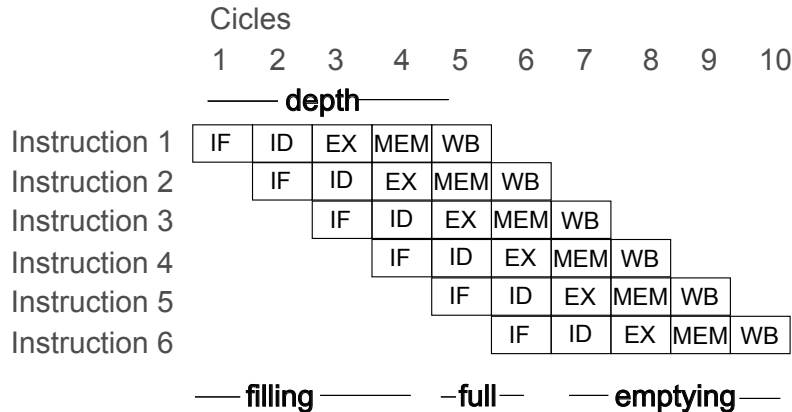 Cicles
1 2 3 4 5 6 7 8 9 10
depth
Instruction 1 IF ID EX MEM WB
Instruction 2 IF ID EX MEM WB
Instruction 3 IF ID EX MEM WB
Instruction 4 IF ID EX MEM WB
Instruction 5 IF ID EX MEM WB
Instruction 6 IF ID EX MEM WB
filling full emptying